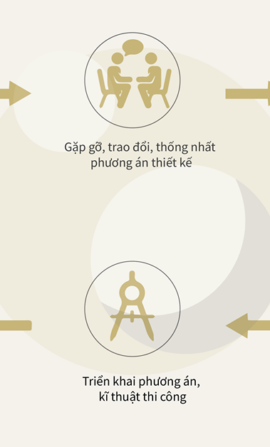 Gặp gỡ, trao đổi, thống nhất
phương án thiết kế
Triển khai phương án,
kĩ thuật thi công